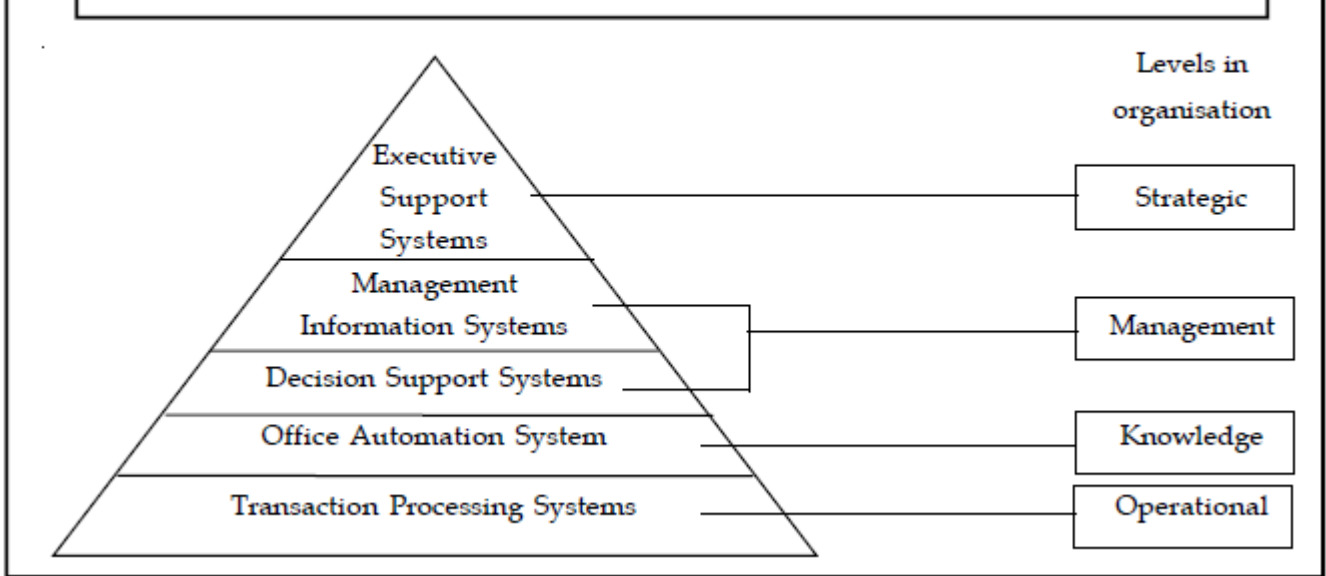 Levels in
organisation
Executive
Support
Systems
Strategic
Management
Information Systems
Management
Decision Support Systems
Office Automation System
Knowledge
Transaction Processing Systems
Operational